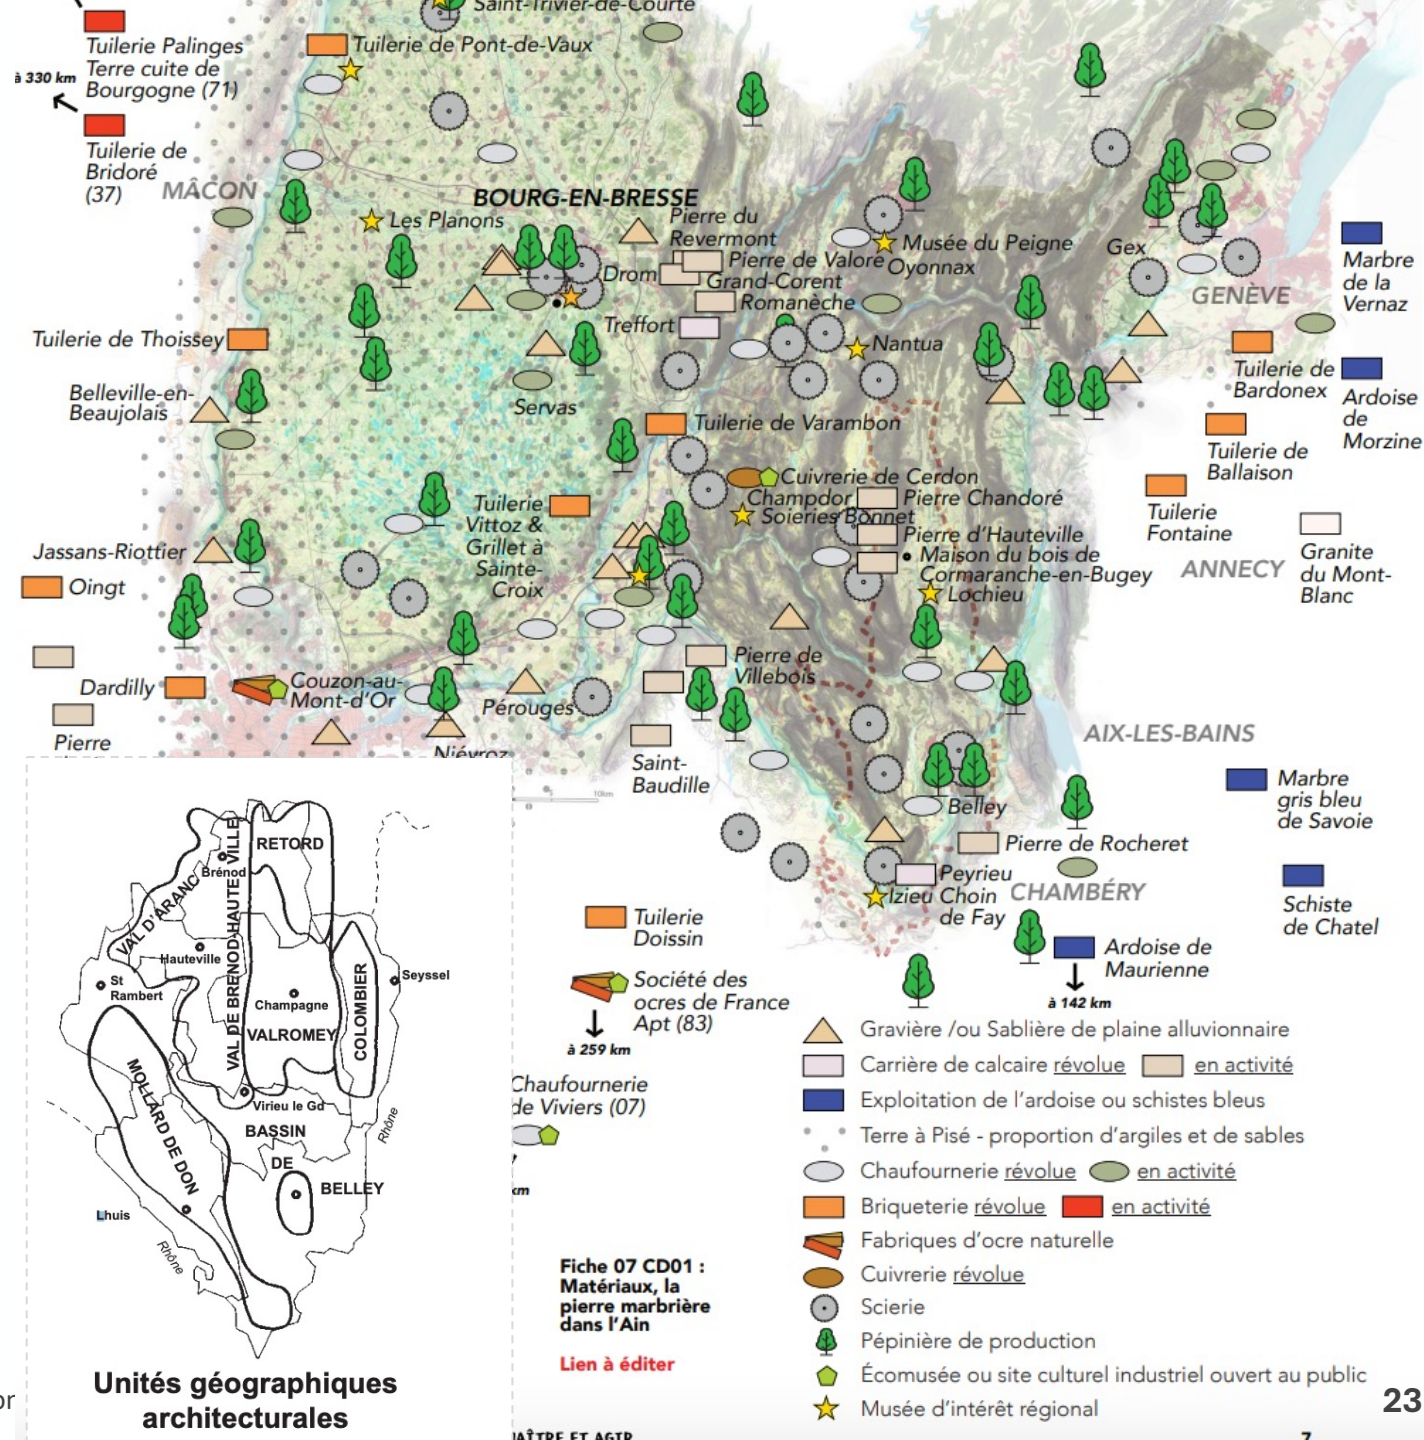 Saint-Trivier-de-Courte
Tuilerie Palinges
Terre cuite de
Bourgogne (71)
à 330 km
Tuilerie de Pont-de-Vaux
Tuilerie de
Bridoré
(37)
MÂCON
BOURG-EN-BRESSE
Les Planons
Pierre du
Revermont
Drom
Pierre de Valore
Grand-Corent
Romanèche
Treffort
Musée du Peigne
Oyonnax
Gex
GENÈVE
Marbre
de la
Vernaz
Tuilerie de Thoissey
Nantua
Tuilerie de
Bardonex
Ardoise
de
Morzine
Belleville-en-
Beaujolais
Servas
Tuilerie de Varambon
Tuilerie de
Ballaison
Cuivrerie de Cerdon
Champdor
Pierre Chandoré
Soieries Bonnet
Tuilerie
Vittoz &
Grillet à
Sainte-
Croix
Tuilerie
Fontaine
Pierre d'Hauteville
Maison du bois de
Cormaranche-en-Bugey
Lochieu
Jassans-Riottier
Oingt
ANNECY
Granite
du Mont-
Blanc
Dardilly
Couzon-au-
Mont-d'Or
Pérouges
Pierre de
Villebois
Pierre
Niévroz
Saint-
Baudille
10km
AIX-LES-BAINS
Marbre
gris bleu
de Savoie
Belley
Pierre de Rocheret
Peyrieu
Izieu Choin
de Fay
CHAMBÉRY
Schiste
de Chatel
Tuilerie
Doissin
Ardoise de
Maurienne
à 142 km
Société des
ocres de France
Apt (83)
à 259 km
Chaufournerie
de Viviers (07)
km
RETORD
Brénod
VAL D'ARANC
VAL DE BRENOD-HAUTEVILLE
Hauteville
St
Rambert
Seyssel
Champagne
VALROMEY
COLOMBIER
MOLLARD DE DON
Virieu le Gd
BASSIN
DE
BELLEY
Rhône
Lhuis
Rhône
Unités géographiques
architecturales
Gravière /ou Sablière de plaine alluvionnaire
Carrière de calcaire révolue en activité
Exploitation de l'ardoise ou schistes bleus
Terre à Pisé - proportion d'argiles et de sables
Chaufournerie révolue en activité
Briqueterie révolue en activité
Fabriques d'ocre naturelle
Cuivrerie révolue
Scierie
Pépinière de production
Écomusée ou site culturel industriel ouvert au public
Musée d'intérêt régional
Fiche 07 CD01 :
Matériaux, la
pierre marbrière
dans l'Ain
Lien à éditer
23
AÎTRE ET AGIR
7